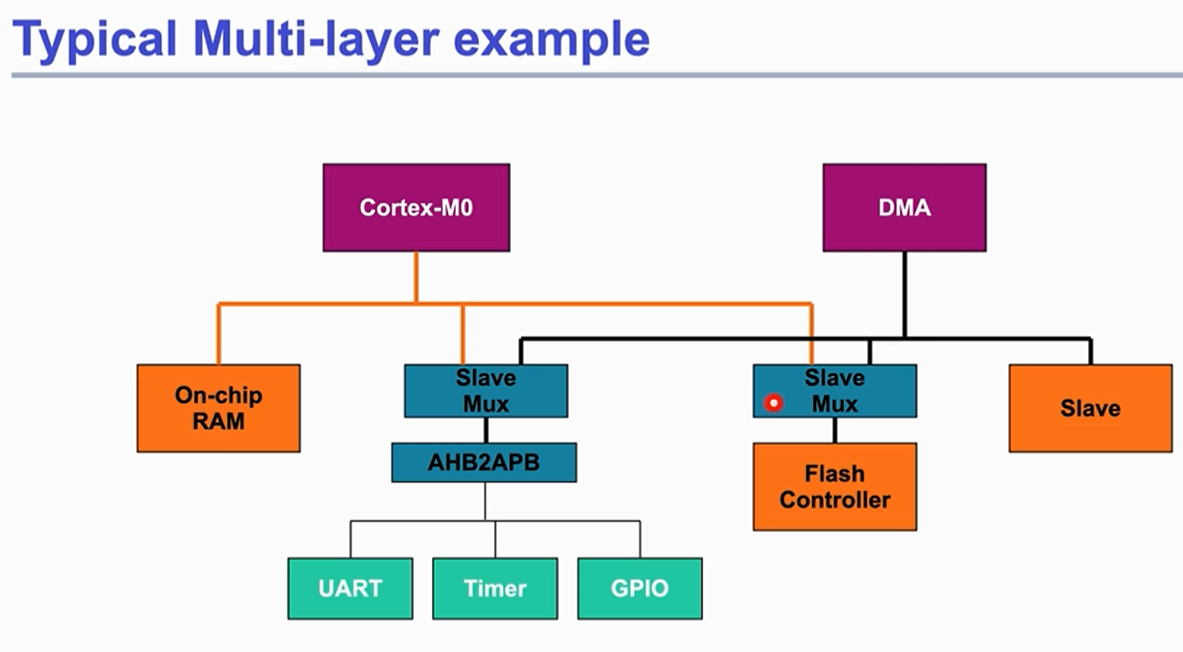 Typical Multi-layer example
Cortex-M0
DMA
On-chip
RAM
Slave
Mux
Slave
Mux
Slave
AHB2APB
Flash
Controller
UART
Timer
GPIO